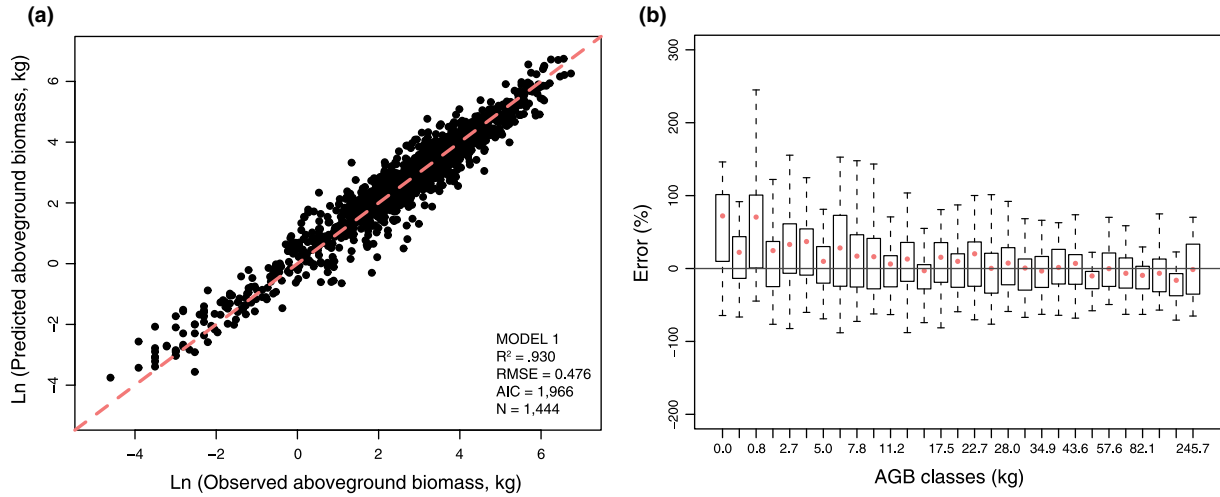 (a)
Ln (Predicted aboveground biomass, kg)
6
4
2
0
−2
−4
−4 −2 0 2 4 6
Ln (Observed aboveground biomass, kg)
MODEL 1
R² = .930
RMSE = 0.476
AIC = 1,966
N = 1,444
(b)
Error (%)
300
200
100
0
−100
−200
0.0 0.8 2.7 5.0 7.8 11.2 17.5 22.7 28.0 34.9 43.6 57.6 82.1 245.7
AGB classes (kg)